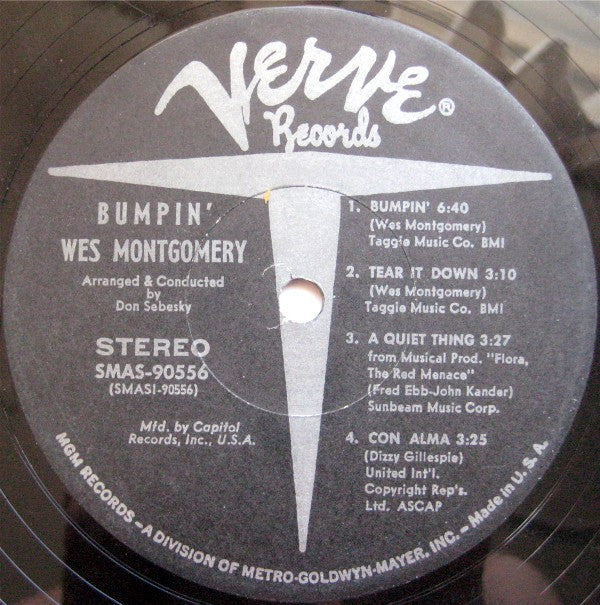 Verve®
Records
BUMPIN'
WES MONTGOMERY
Arranged & Conducted
by
Don Sebesky
STEREO
SMAS-90556
(SMAS1-90556)
Mfd. by Capitol
Records, Inc., U.S.A.
1. BUMPIN' 6:40
(Wes Montgomery)
Taggie Music Co. BMI
2. TEAR IT DOWN 3:10
(Wes Montgomery)
Taggie Music Co. BMI
3. A QUIET THING 3:27
from Musical Prod. "Flora,
The Red Menace"
(Fred Ebb-John Kander)
Sunbeam Music Corp.
4. CON ALMA 3:25
(Dizzy Gillespie)
United Int'l.
Copyright Rep's.
Ltd. ASCAP
MGM RECORDS—A DIVISION OF METRO-GOLDWYN-MAYER, INC.—Made in U.S.A.